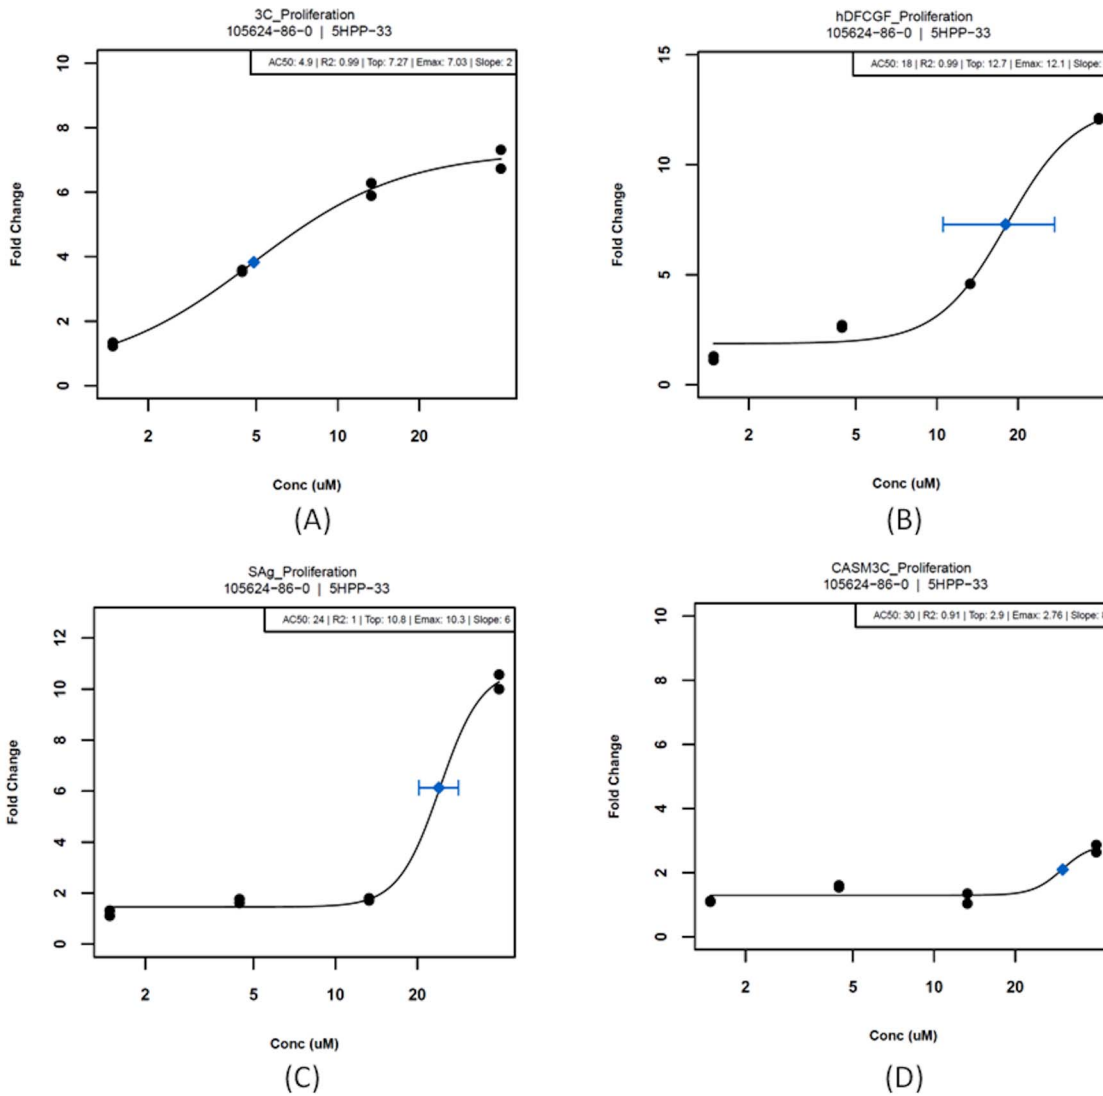 3C_Proliferation
105624-86-0 | 5HPP-33
AC50: 4.9 | R2: 0.99 | Top: 7.27 | Emax: 7.03 | Slope: 2
10
8
6
4
2
0
Fold Change
2 5 10 20
Conc (uM)
(A)
hDFCGF_Proliferation
105624-86-0 | 5HPP-33
AC50: 18 | R2: 0.99 | Top: 12.7 | Emax: 12.1 | Slope:
15
10
5
0
Fold Change
2 5 10 20
Conc (uM)
(B)
SAg_Proliferation
105624-86-0 | 5HPP-33
AC50: 24 | R2: 1 | Top: 10.8 | Emax: 10.3 | Slope: 6
12
10
8
6
4
2
0
Fold Change
2 5 10 20
Conc (uM)
(C)
CASM3C_Proliferation
105624-86-0 | 5HPP-33
AC50: 30 | R2: 0.91 | Top: 2.9 | Emax: 2.76 | Slope:
10
8
6
4
2
0
Fold Change
2 5 10 20
Conc (uM)
(D)